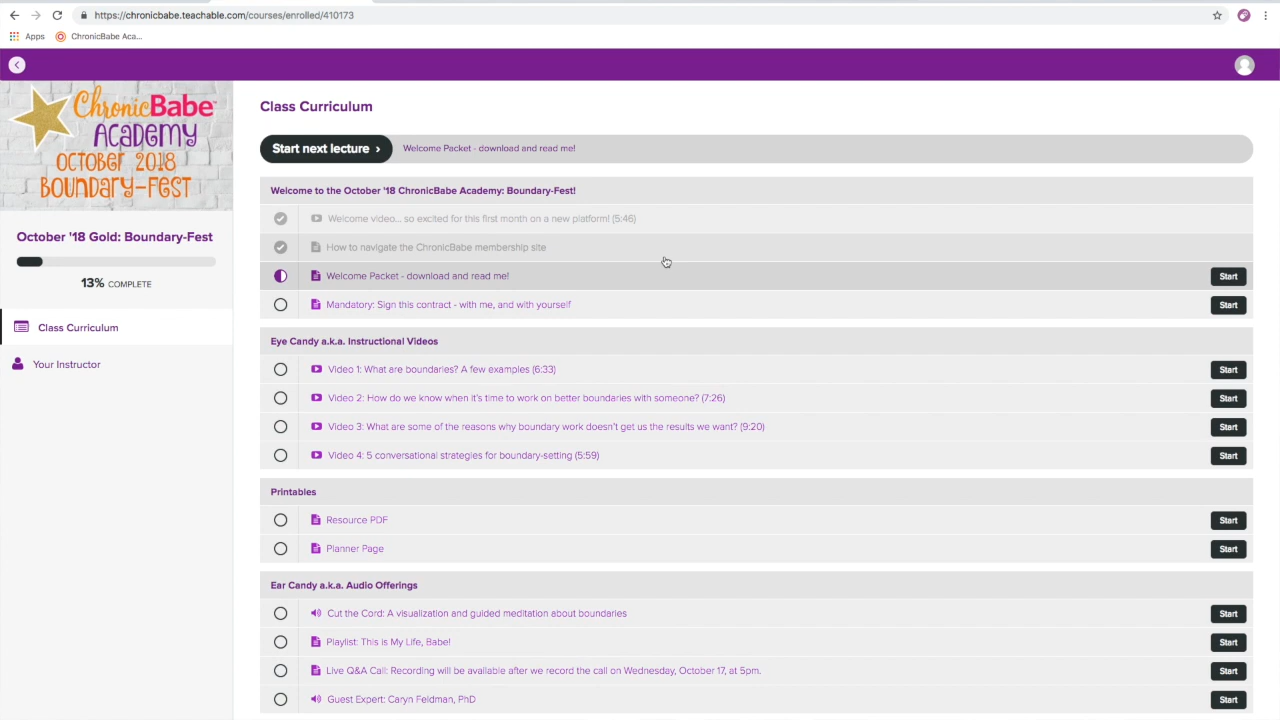 https://chronicbabe.teachable.com/courses/enrolled/410173
Apps
ChronicBabe Aca...
ChronicBabe™
ACADEMY
OCTOBER 2018
BOUNDARY-FEST
October '18 Gold: Boundary-Fest
13% COMPLETE
Class Curriculum
Your Instructor
Class Curriculum
Start next lecture ›
Welcome Packet - download and read me!
Welcome to the October '18 ChronicBabe Academy: Boundary-Fest!
Welcome video... so excited for this first month on a new platform! (5:46)
How to navigate the ChronicBabe membership site
Welcome Packet - download and read me! Start
Mandatory: Sign this contract - with me, and with yourself Start
Eye Candy a.k.a. Instructional Videos
Video 1: What are boundaries? A few examples (6:33) Start
Video 2: How do we know when it's time to work on better boundaries with someone? (7:26) Start
Video 3: What are some of the reasons why boundary work doesn't get us the results we want? (9:20) Start
Video 4: 5 conversational strategies for boundary-setting (5:59) Start
Printables
Resource PDF Start
Planner Page Start
Ear Candy a.k.a. Audio Offerings
Cut the Cord: A visualization and guided meditation about boundaries Start
Playlist: This is My Life, Babe! Start
Live Q&A Call: Recording will be available after we record the call on Wednesday, October 17, at 5pm. Start
Guest Expert: Caryn Feldman, PhD Start